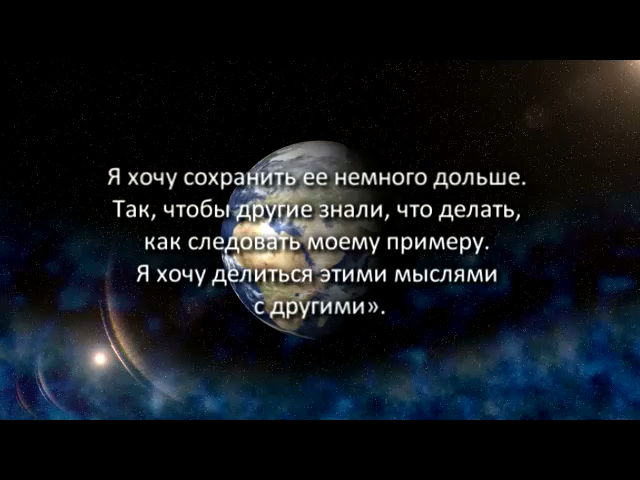 Я хочу сохранить ее немного дольше.
Так, чтобы другие знали, что делать,
как следовать моему примеру.
Я хочу делиться этими мыслями
с другими».